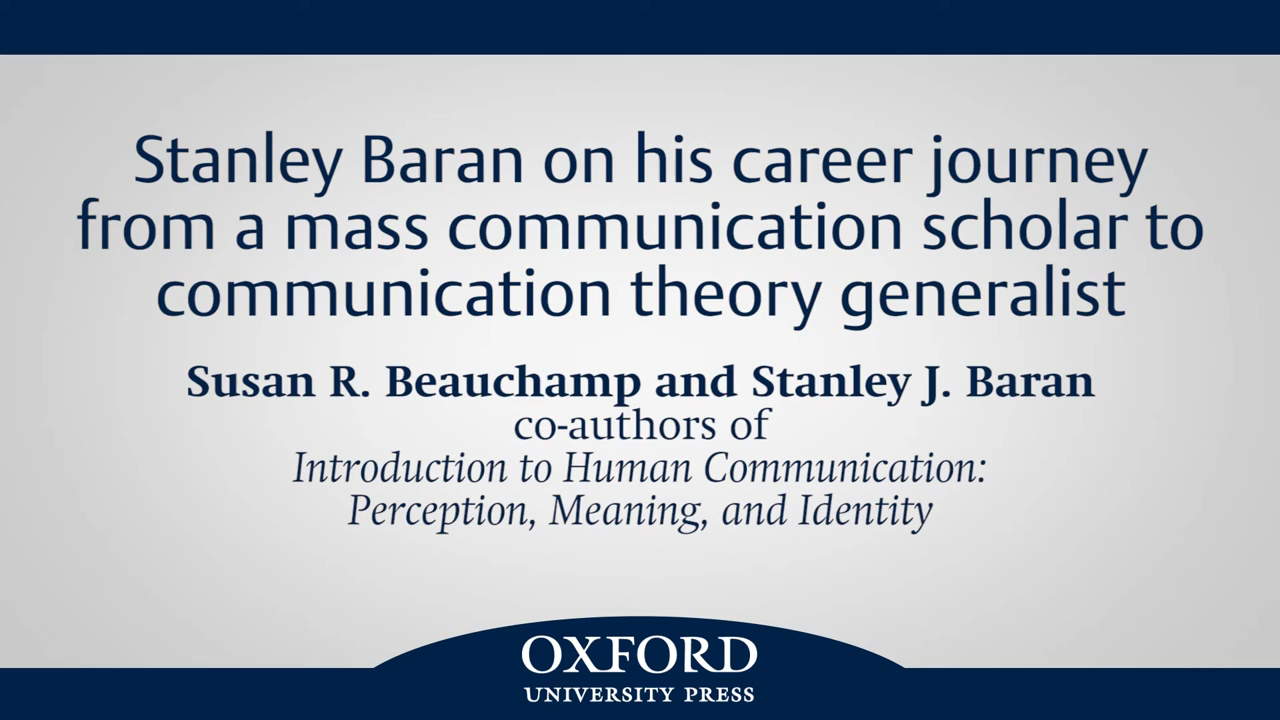 Stanley Baran on his career journey
from a mass communication scholar to
communication theory generalist
Susan R. Beauchamp and Stanley J. Baran
co-authors of
Introduction to Human Communication:
Perception, Meaning, and Identity
OXFORD
UNIVERSITY PRESS